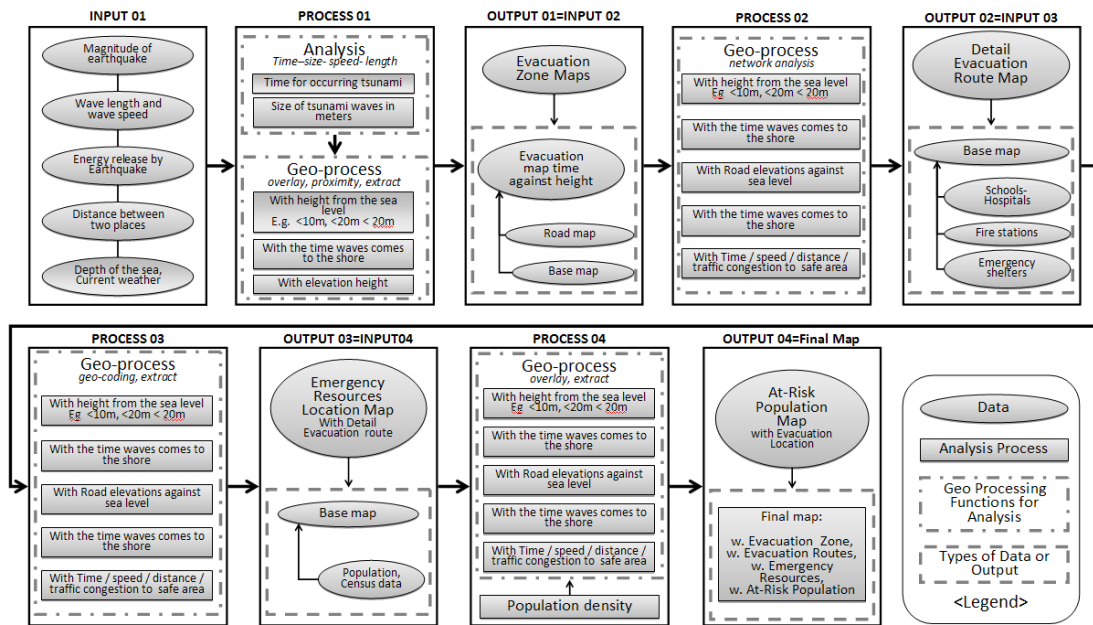 INPUT 01
Magnitude of
earthquake
Wave length and
wave speed
Energy release by
Earthquake
Distance between
two places
Depth of the sea,
Current weather
PROCESS 01
Analysis
Time–size- speed-length
Time for occurring tsunami
Size of tsunami waves in
meters
Geo-process
overlay, proximity, extract
With height from the sea
level
E.g. <10m, <20m < 20m
With the time waves comes
to the shore
With elevation height
OUTPUT 01=INPUT 02
Evacuation
Zone Maps
Evacuation
map time
against height
Road map
Base map
PROCESS 02
Geo-process
network analysis
With height from the sea level
Eg <10m, <20m < 20m
With the time waves comes to
the shore
With Road elevations against
sea level
With the time waves comes to
the shore
With Time / speed / distance /
traffic congestion to safe area
OUTPUT 02=INPUT 03
Detail
Evacuation
Route Map
Base map
Schools-
Hospitals
Fire stations
Emergency
shelters
PROCESS 03
Geo-process
geo-coding, extract
With height from the sea level
Eg <10m, <20m < 20m
With the time waves comes to
the shore
With Road elevations against
sea level
With the time waves comes to
the shore
With Time / speed / distance /
traffic congestion to safe area
OUTPUT 03=INPUT04
Emergency
Resources
Location Map
With Detail
Evacuation route
Base map
Population,
Census data
PROCESS 04
Geo-process
overlay, extract
With height from the sea level
Eg <10m, <20m < 20m
With the time waves comes to
the shore
With Road elevations against
sea level
With the time waves comes to
the shore
With Time / speed / distance /
traffic congestion to safe area
Population density
OUTPUT 04=Final Map
At-Risk
Population
Map
with Evacuation
Location
Final map:
w. Evacuation Zone,
w. Evacuation Routes,
w. Emergency
Resources,
w. At-Risk Population
Data
Analysis Process
Geo Processing
Functions for
Analysis
Types of Data or
Output
<Legend>